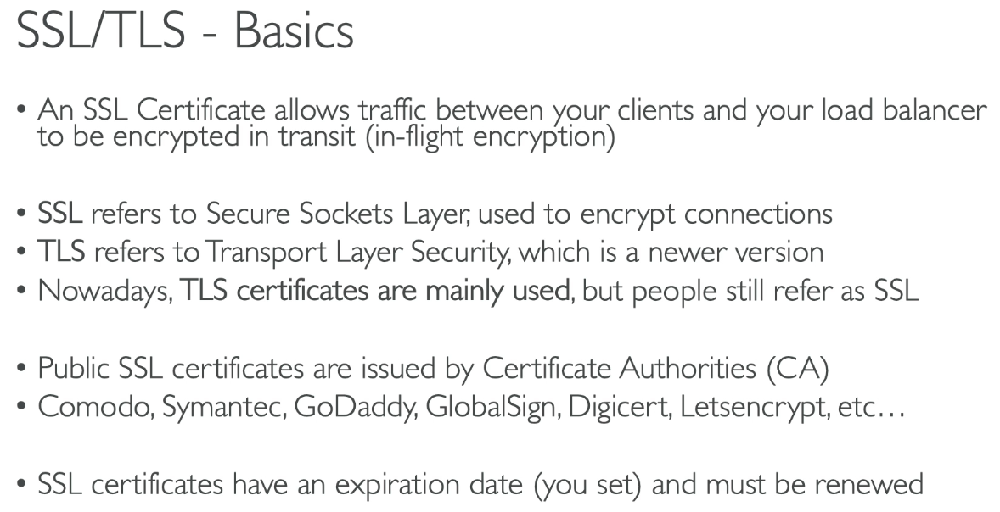 SSL/TLS - Basics
• An SSL Certificate allows traffic between your clients and your load balancer
to be encrypted in transit (in-flight encryption)
• SSL refers to Secure Sockets Layer, used to encrypt connections
• TLS refers to Transport Layer Security, which is a newer version
• Nowadays, TLS certificates are mainly used, but people still refer as SSL
• Public SSL certificates are issued by Certificate Authorities (CA)
• Comodo, Symantec, GoDaddy, GlobalSign, Digicert, Letsencrypt, etc…
• SSL certificates have an expiration date (you set) and must be renewed